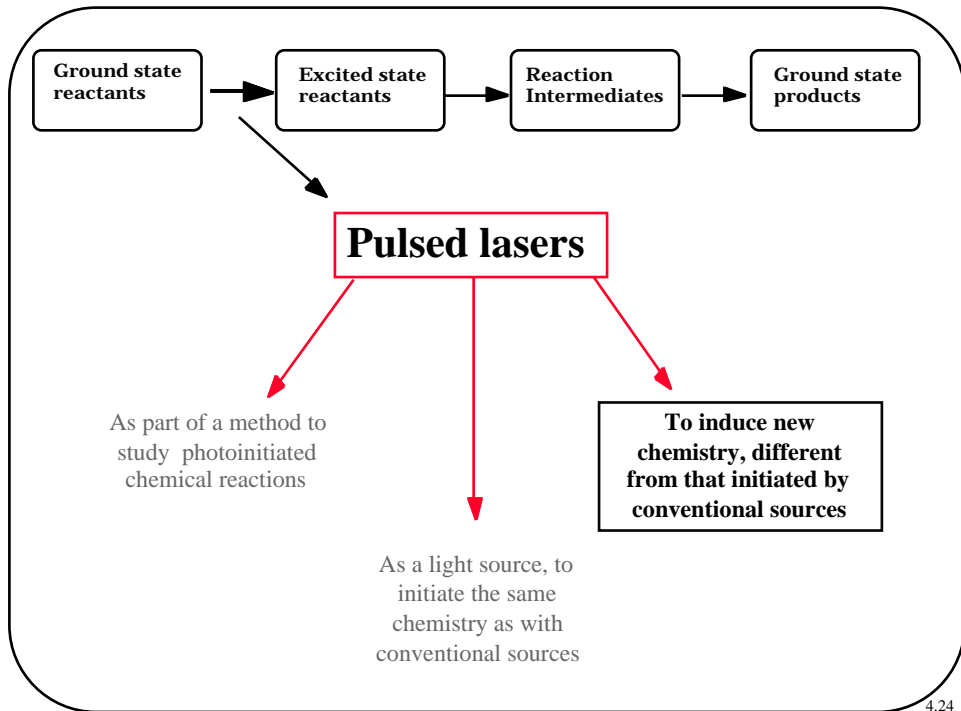 Ground state
reactants
Excited state
reactants
Reaction
Intermediates
Ground state
products
Pulsed lasers
As part of a method to
study photoinitiated
chemical reactions
To induce new
chemistry, different
from that initiated by
conventional sources
As a light source, to
initiate the same
chemistry as with
conventional sources
4.24